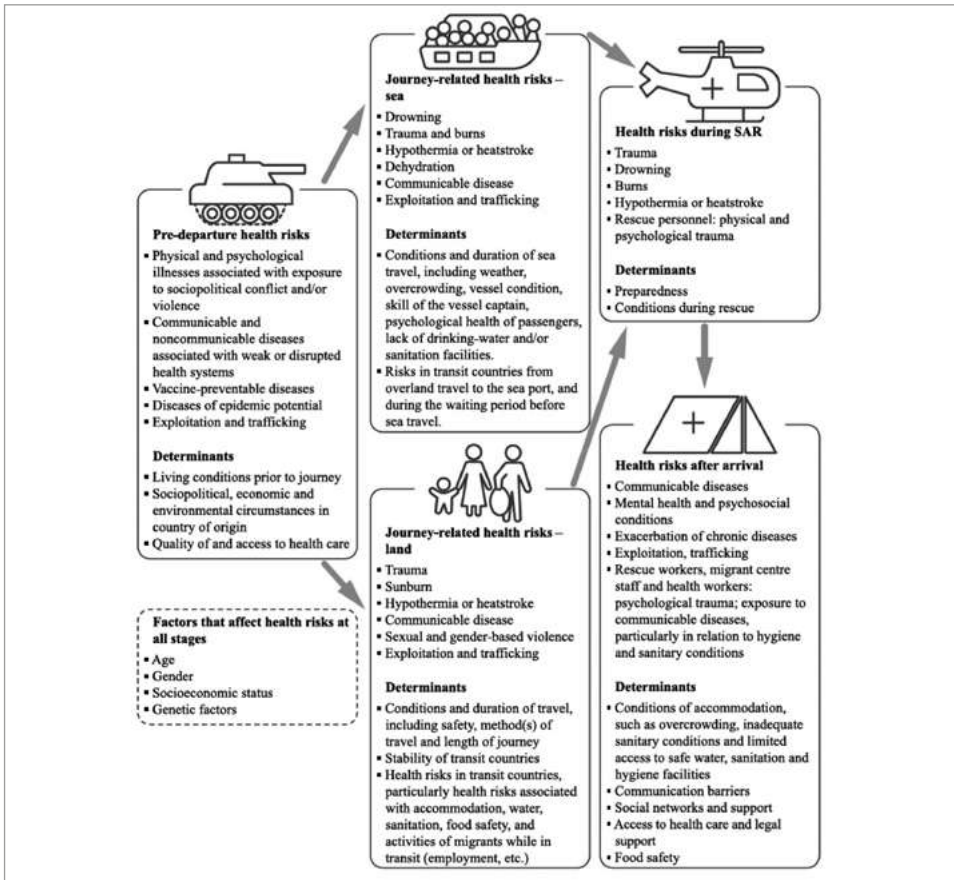 Pre-departure health risks
▪ Physical and psychological
illnesses associated with exposure
to sociopolitical conflict and/or
violence
▪ Communicable and
noncommunicable diseases
associated with weak or disrupted
health systems
▪ Vaccine-preventable diseases
▪ Diseases of epidemic potential
▪ Exploitation and trafficking
Determinants
▪ Living conditions prior to journey
▪ Sociopolitical, economic and
environmental circumstances in
country of origin
▪ Quality of and access to health care
Factors that affect health risks at
all stages
▪ Age
▪ Gender
▪ Socioeconomic status
▪ Genetic factors
Journey-related health risks –
sea
▪ Drowning
▪ Trauma and burns
▪ Hypothermia or heatstroke
▪ Dehydration
▪ Communicable disease
▪ Exploitation and trafficking
Determinants
▪ Conditions and duration of sea
travel, including weather,
overcrowding, vessel condition,
skill of the vessel captain,
psychological health of passengers,
lack of drinking-water and/or
sanitation facilities.
▪ Risks in transit countries from
overland travel to the sea port, and
during the waiting period before
sea travel.
Journey-related health risks –
land
▪ Trauma
▪ Sunburn
▪ Hypothermia or heatstroke
▪ Communicable disease
▪ Sexual and gender-based violence
▪ Exploitation and trafficking
Determinants
▪ Conditions and duration of travel,
including safety, method(s) of
travel and length of journey
▪ Stability of transit countries
▪ Health risks in transit countries,
particularly health risks associated
with accommodation, water,
sanitation, food safety, and
activities of migrants while in
transit (employment, etc.)
Health risks during SAR
▪ Trauma
▪ Drowning
▪ Burns
▪ Hypothermia or heatstroke
▪ Rescue personnel: physical and
psychological trauma
Determinants
▪ Preparedness
▪ Conditions during rescue
Health risks after arrival
▪ Communicable diseases
▪ Mental health and psychosocial
conditions
▪ Exacerbation of chronic diseases
▪ Exploitation, trafficking
▪ Rescue workers, migrant centre
staff and health workers:
psychological trauma; exposure to
communicable diseases,
particularly in relation to hygiene
and sanitary conditions
Determinants
▪ Conditions of accommodation,
such as overcrowding, inadequate
sanitary conditions and limited
access to safe water, sanitation and
hygiene facilities
▪ Communication barriers
▪ Social networks and support
▪ Access to health care and legal
support
▪ Food safety